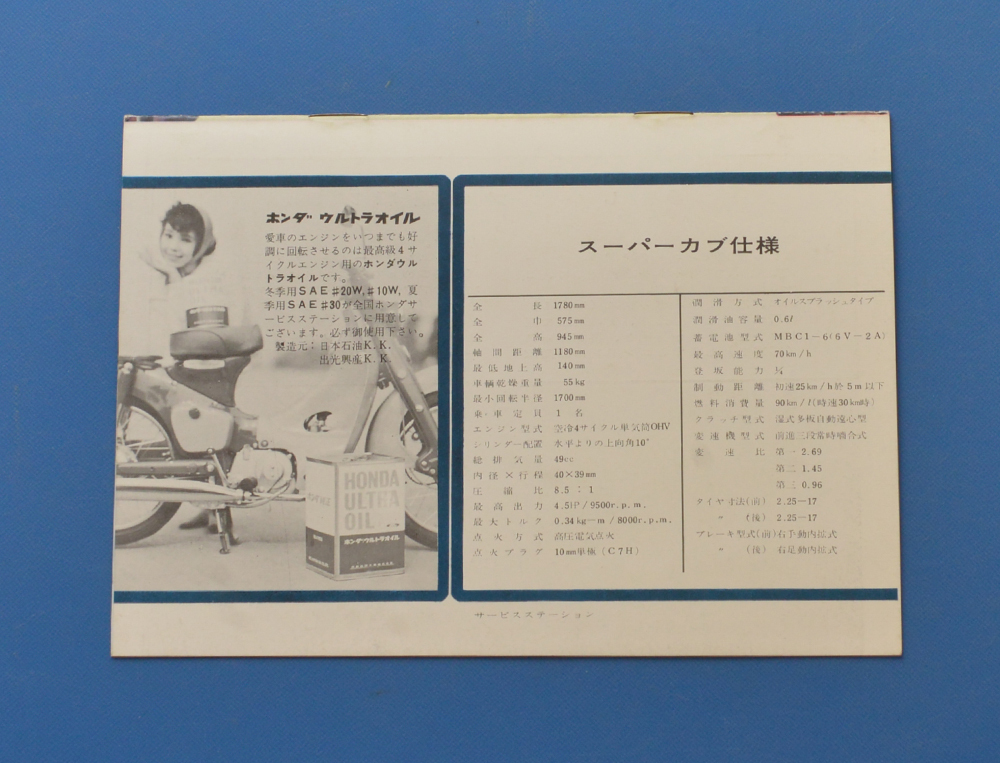 ホンダ ウルトラオイル
愛車のエンジンをいつまでも好
調に回転させるのは最高級4サ
イクルエンジン用のホンダウル
トラオイルです。
冬季用SAE♯20W,♯10W, 夏
季用SAE♯30が全国ホンダサ
ービスステーションに用意して
ございます。必ず御使用下さい。
製造元：日本石油K.K.
出光興産K.K.
HONDA
ULTRA
OIL
ホンダ・ウルトラオイル
スーパーカブ仕様
全長 1780mm
全巾 575mm
全高 945mm
軸間距離 1180mm
最低地上高 140mm
車輌乾燥重量 55kg
最小回転半径 1700mm
乗車定員 1名
エンジン型式 空冷4サイクル単気筒OHV
シリンダー配置 水平よりの上向角10°
総排気量 49cc
内径×行程 40×39mm
圧縮比 8.5：1
最高出力 4.5HP/9500r.p.m.
最大トルク 0.34kg-m/8000r.p.m.
点火方式 高圧電気点火
点火プラグ 10mm単極（C7H）
潤滑方式 オイルスプラッシュタイプ
潤滑油容量 0.6ℓ
蓄電池型式 MBC1-6(6V-2A)
最高速度 70km/h
登坂能力
制動距離 初速25km/h於5m以下
燃料消費量 90km/ℓ(時速30km時)
クラッチ型式 湿式多板自動遠心型
変速機型式 前進三段常時噛合式
変速比 第一 2.69
第二 1.45
第三 0.96
タイヤ寸法(前) 2.25-17
〃 (後) 2.25-17
ブレーキ型式(前)右手動内拡式
〃 (後) 右足動内拡式
サービスステーション